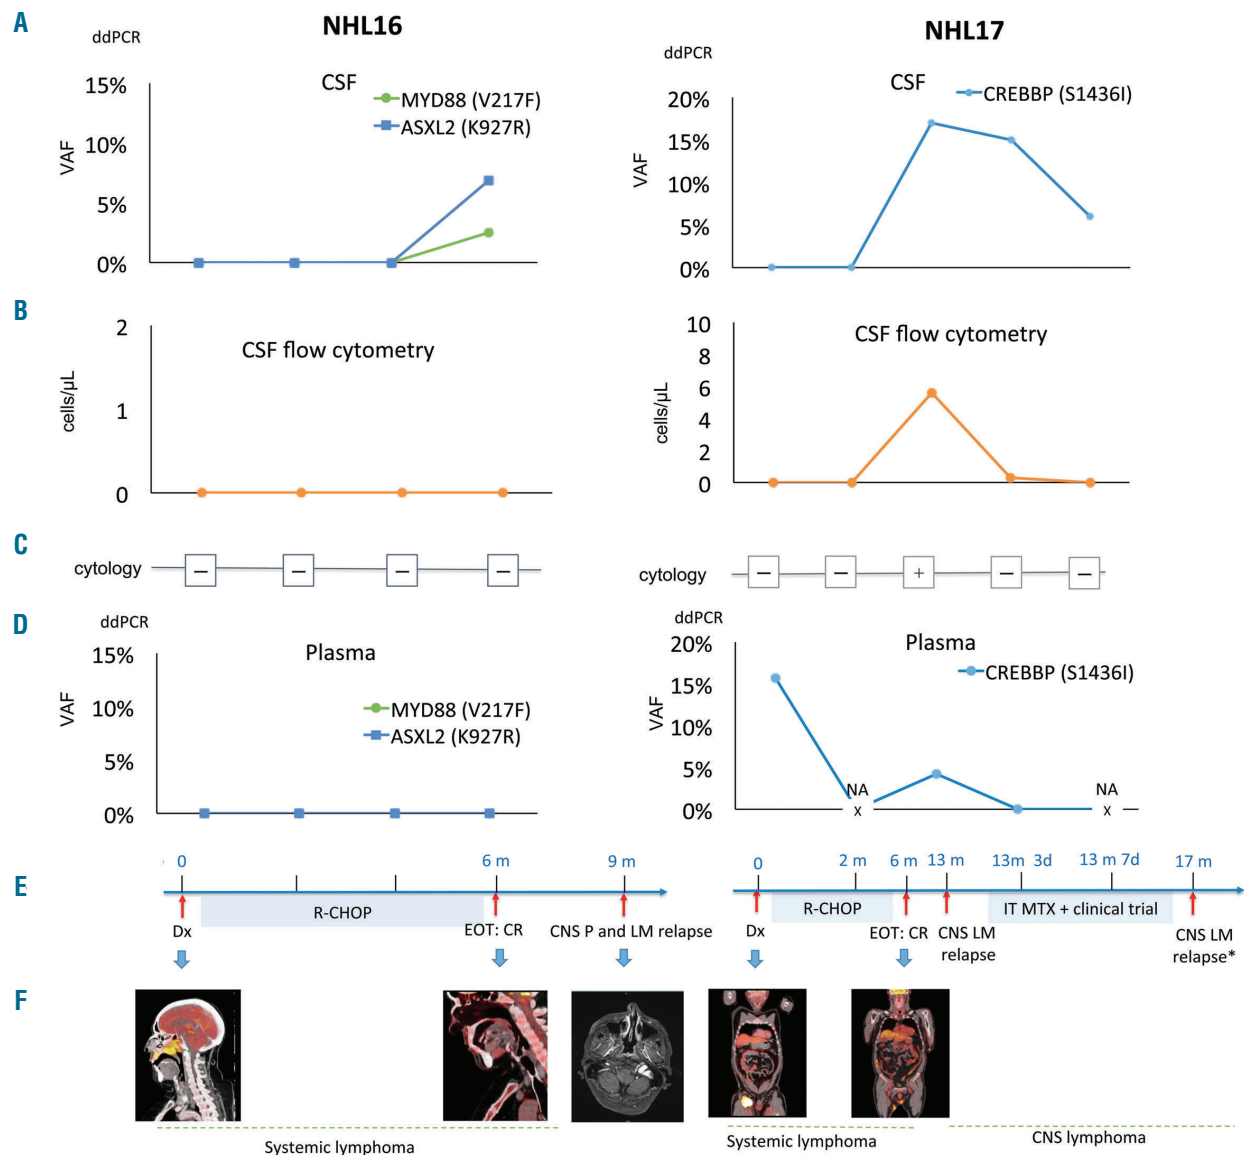 A
NHL16
NHL17
ddPCR
ddPCR
CSF
CSF
15%
10%
5%
0%
VAF
MYD88 (V217F)
ASXL2 (K927R)
20%
15%
10%
5%
0%
VAF
CREBBP (S1436I)
B
CSF flow cytometry
2
1
0
cells/µL
CSF flow cytometry
10
8
6
4
2
0
cells/µL
C
cytology
− − − −
cytology
− − + − −
D
ddPCR
Plasma
15%
10%
5%
0%
VAF
MYD88 (V217F)
ASXL2 (K927R)
ddPCR
Plasma
20%
15%
10%
5%
0%
VAF
CREBBP (S1436I)
NA
x
NA
x
E
0 6 m 9 m
R-CHOP
Dx
EOT: CR
CNS P and LM relapse
0 2 m 6 m 13 m 13m 3d 13 m 7d 17 m
R-CHOP
IT MTX + clinical trial
Dx
EOT: CR
CNS LM
relapse
CNS LM
relapse*
F
Systemic lymphoma
Systemic lymphoma
CNS lymphoma